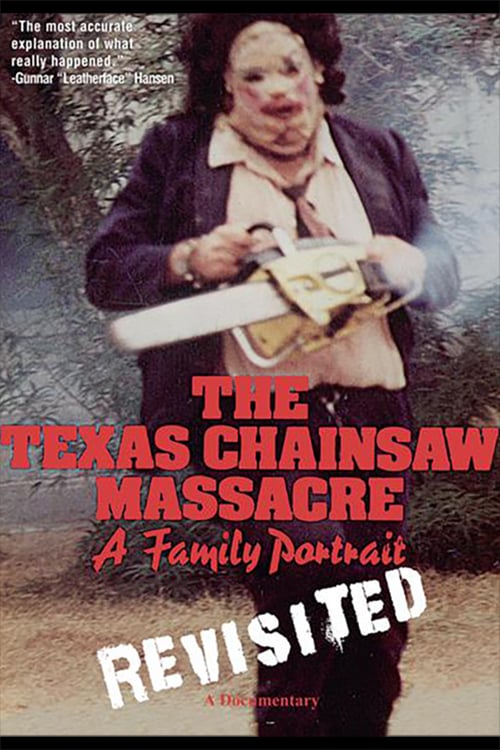 "The most accurate
explanation of what
really happened."
-Gunnar "Leatherface" Hansen
THE
TEXAS CHAINSAW
MASSACRE
A Family Portrait
REVISITED
A Documentary